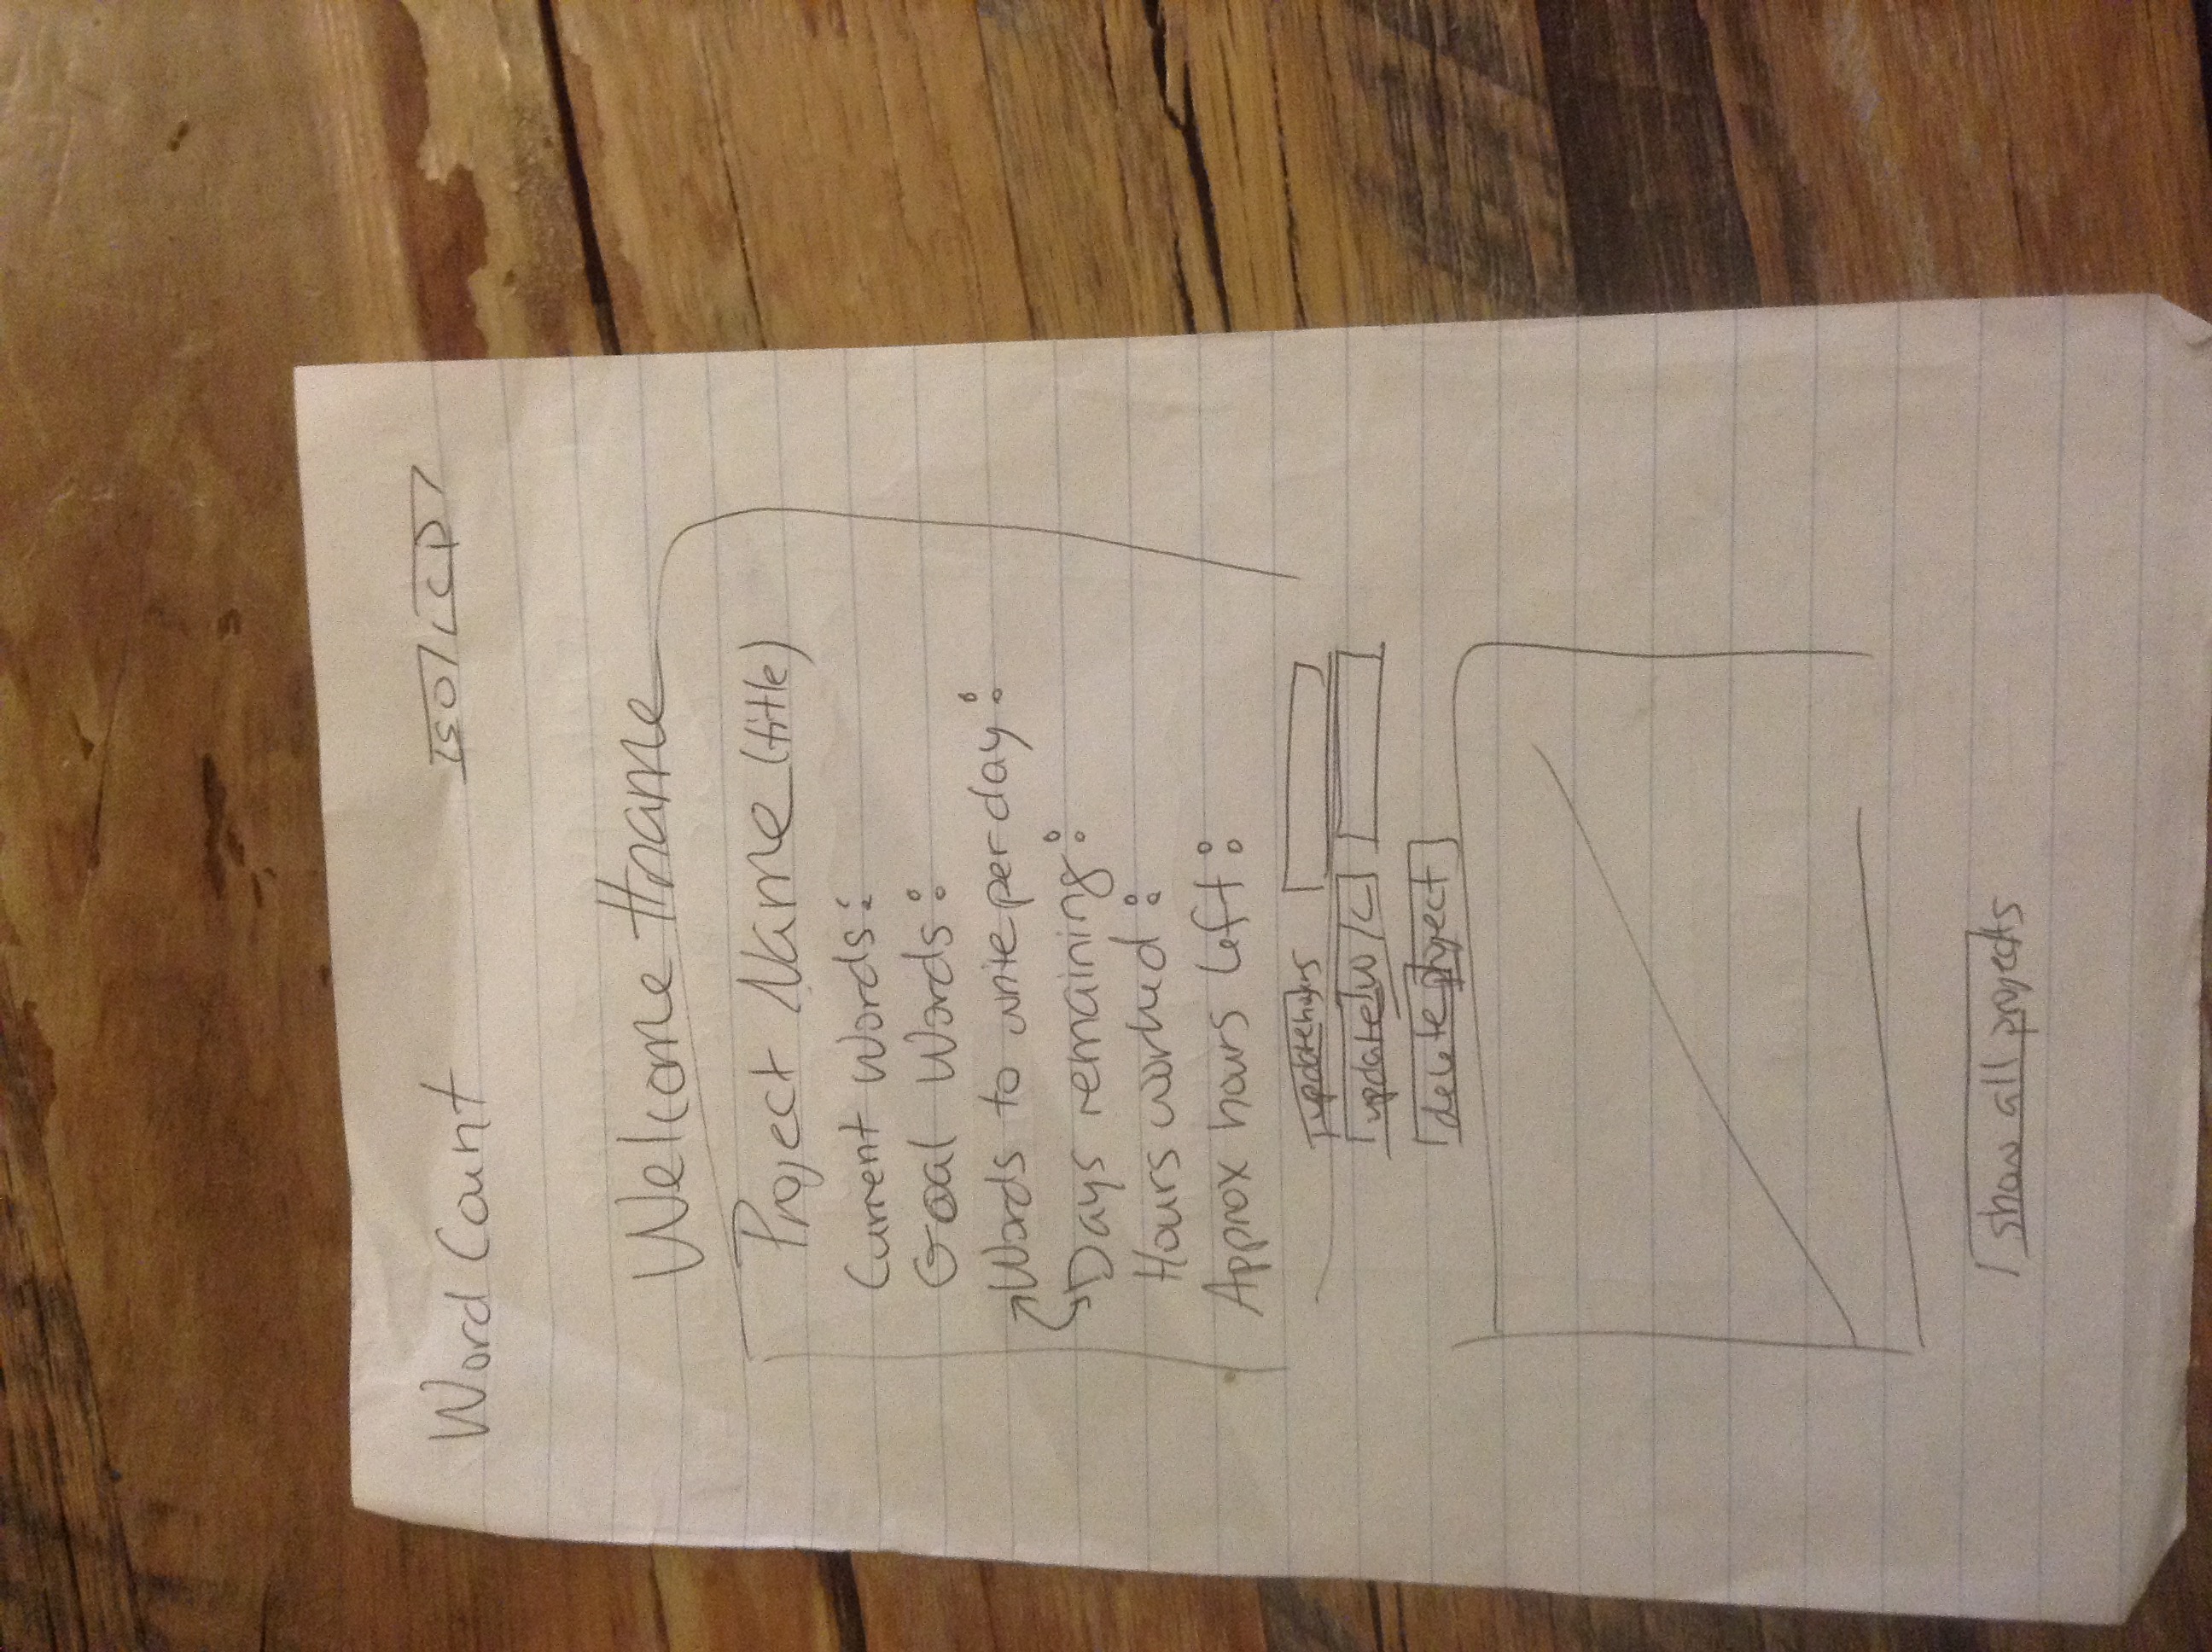 Word Count
ISO CP
Welcome #name
Project Name (title)
Current Words:
Goal Words:
Words to write per day:
Days remaining:
Hours worked:
Approx hours left:
update hours
update W/C
delete project
show all projects